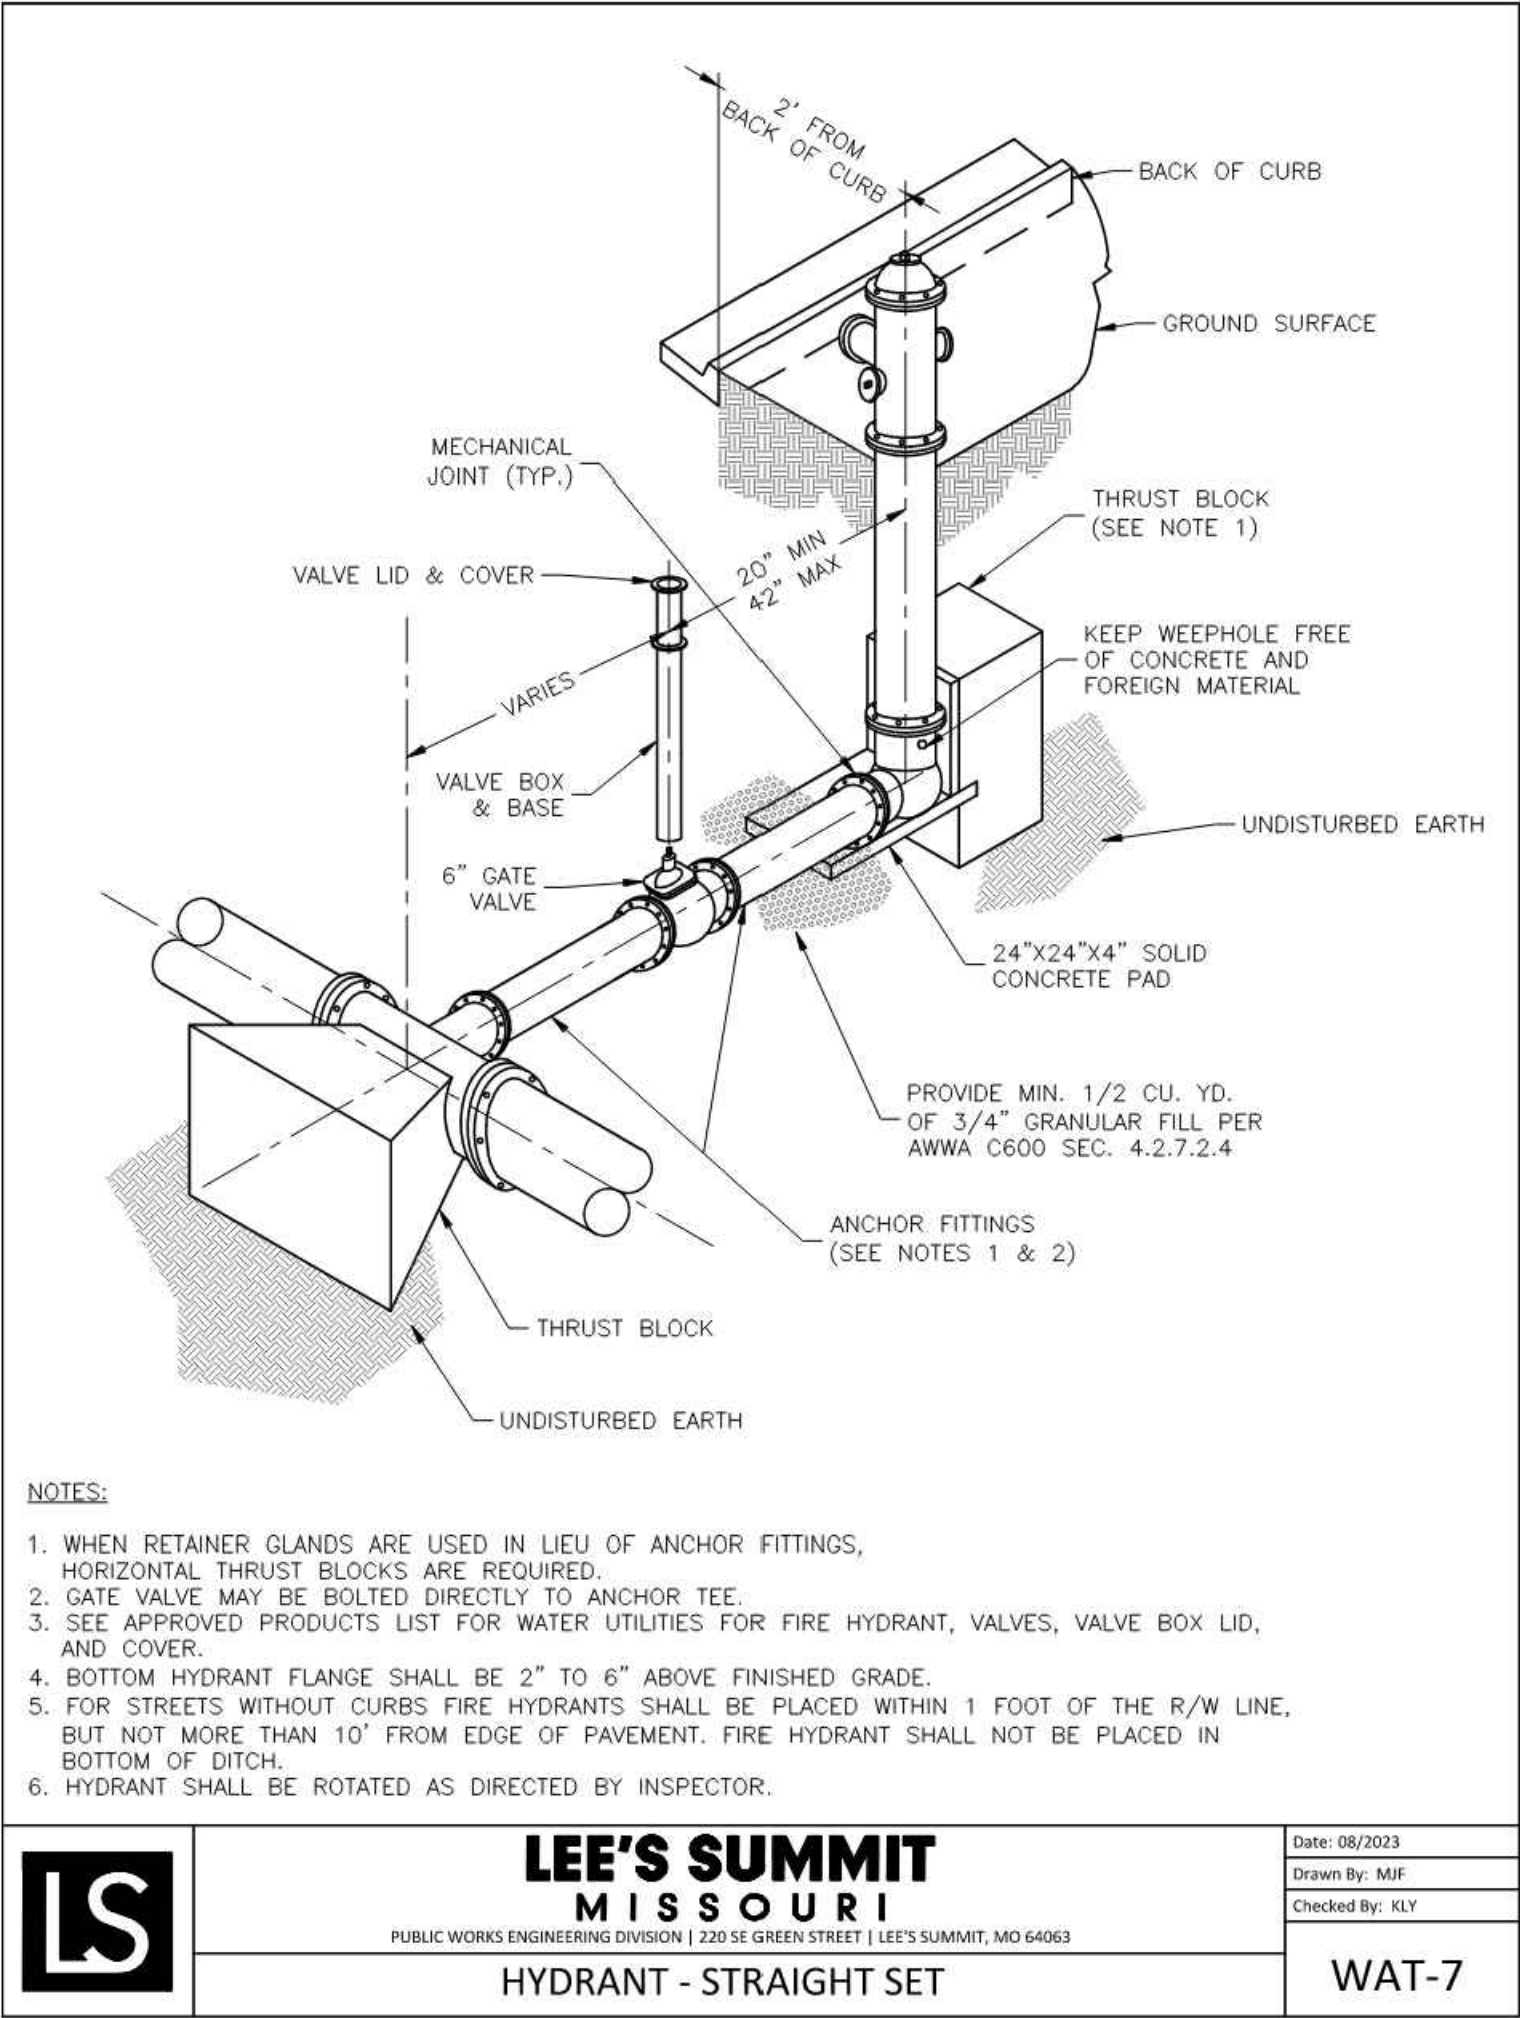 2' FROM
BACK OF CURB
BACK OF CURB
GROUND SURFACE
MECHANICAL
JOINT (TYP.)
THRUST BLOCK
(SEE NOTE 1)
20" MIN
42" MAX
VALVE LID & COVER
KEEP WEEPHOLE FREE
OF CONCRETE AND
FOREIGN MATERIAL
VARIES
VALVE BOX
& BASE
UNDISTURBED EARTH
6" GATE
VALVE
24"X24"X4" SOLID
CONCRETE PAD
PROVIDE MIN. 1/2 CU. YD.
OF 3/4" GRANULAR FILL PER
AWWA C600 SEC. 4.2.7.2.4
ANCHOR FITTINGS
(SEE NOTES 1 & 2)
THRUST BLOCK
UNDISTURBED EARTH
NOTES:
1. WHEN RETAINER GLANDS ARE USED IN LIEU OF ANCHOR FITTINGS,
HORIZONTAL THRUST BLOCKS ARE REQUIRED.
2. GATE VALVE MAY BE BOLTED DIRECTLY TO ANCHOR TEE.
3. SEE APPROVED PRODUCTS LIST FOR WATER UTILITIES FOR FIRE HYDRANT, VALVES, VALVE BOX LID,
AND COVER.
4. BOTTOM HYDRANT FLANGE SHALL BE 2" TO 6" ABOVE FINISHED GRADE.
5. FOR STREETS WITHOUT CURBS FIRE HYDRANTS SHALL BE PLACED WITHIN 1 FOOT OF THE R/W LINE,
BUT NOT MORE THAN 10' FROM EDGE OF PAVEMENT. FIRE HYDRANT SHALL NOT BE PLACED IN
BOTTOM OF DITCH.
6. HYDRANT SHALL BE ROTATED AS DIRECTED BY INSPECTOR.
LS
LEE'S SUMMIT
MISSOURI
PUBLIC WORKS ENGINEERING DIVISION | 220 SE GREEN STREET | LEE'S SUMMIT, MO 64063
HYDRANT - STRAIGHT SET
Date: 08/2023
Drawn By: MJF
Checked By: KLY
WAT-7